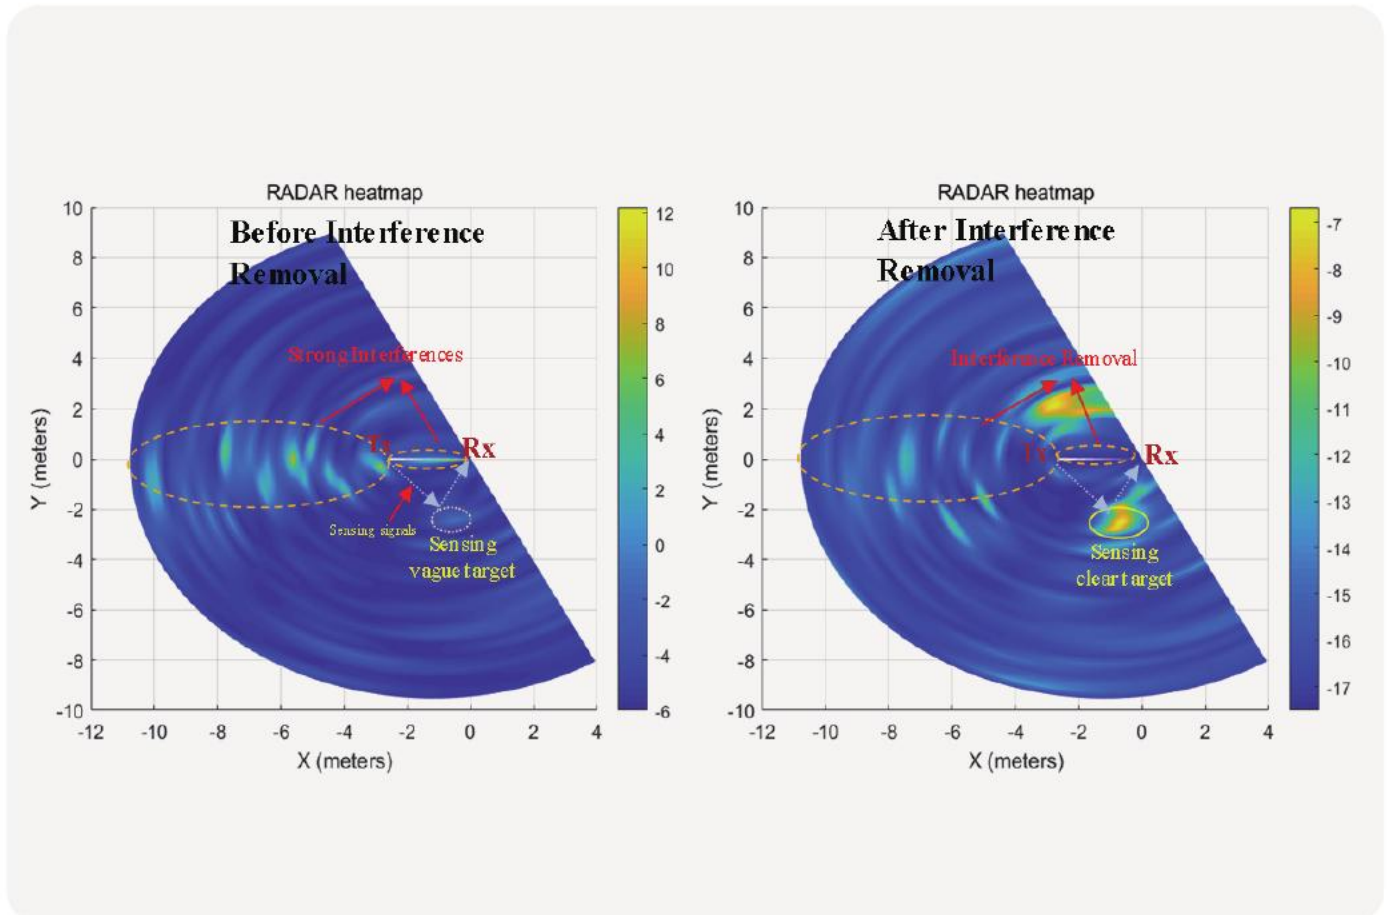 RADAR heatmap
Before Interference
Removal
10
8
6
4
2
0
-2
-4
-6
-8
-10
Y (meters)
Strong Interferences
Tx
Rx
Sensing signals
Sensing
vague target
-12 -10 -8 -6 -4 -2 0 2 4
X (meters)
12
10
8
6
4
2
0
-2
-4
-6
RADAR heatmap
After Interference
Removal
10
8
6
4
2
0
-2
-4
-6
-8
-10
Y (meters)
Interference Removal
Tx
Rx
Sensing
clear target
-12 -10 -8 -6 -4 -2 0 2 4
X (meters)
-7
-8
-9
-10
-11
-12
-13
-14
-15
-16
-17